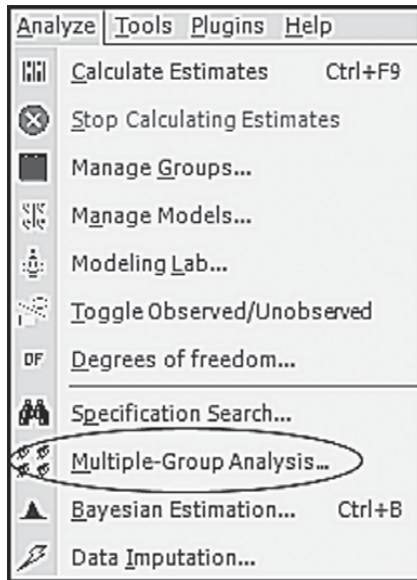 Analyze Tools Plugins Help
Calculate Estimates Ctrl+F9
Stop Calculating Estimates
Manage Groups...
Manage Models...
Modeling Lab...
Toggle Observed/Unobserved
DF Degrees of freedom...
Specification Search...
Multiple-Group Analysis...
Bayesian Estimation... Ctrl+B
Data Imputation...